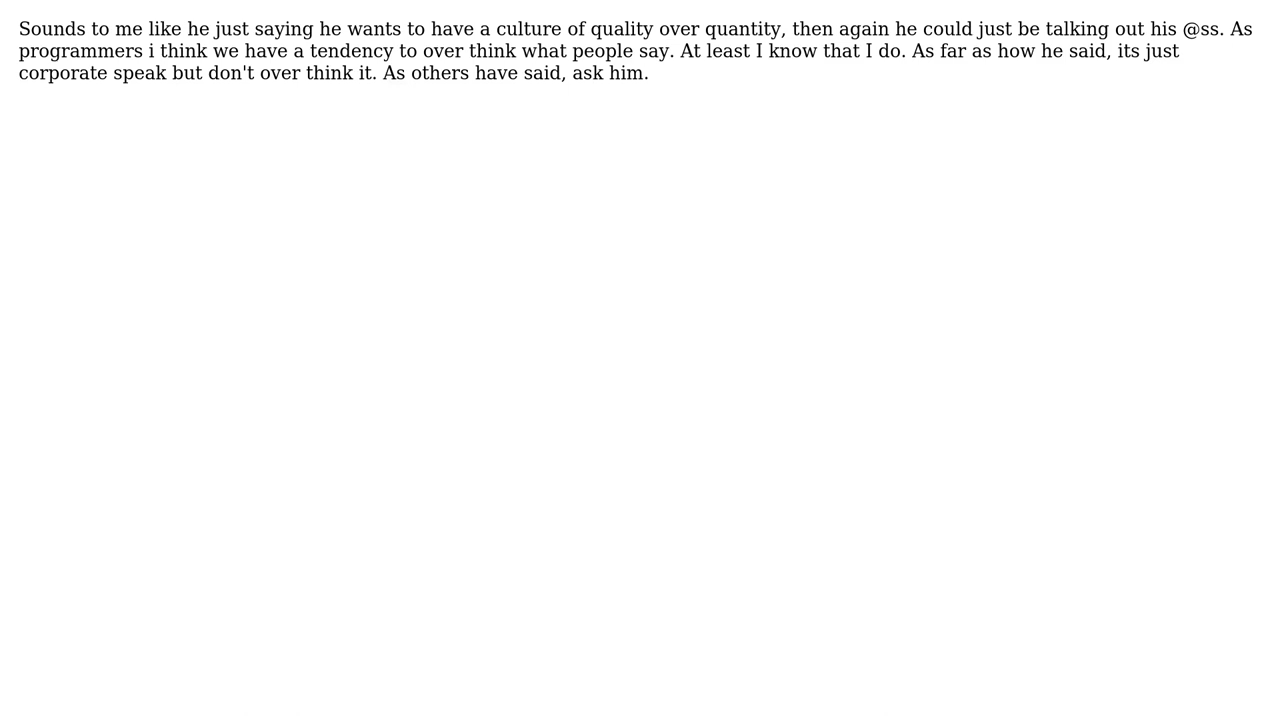 Sounds to me like he just saying he wants to have a culture of quality over quantity, then again he could just be talking out his @ss. As
programmers i think we have a tendency to over think what people say. At least I know that I do. As far as how he said, its just
corporate speak but don't over think it. As others have said, ask him.